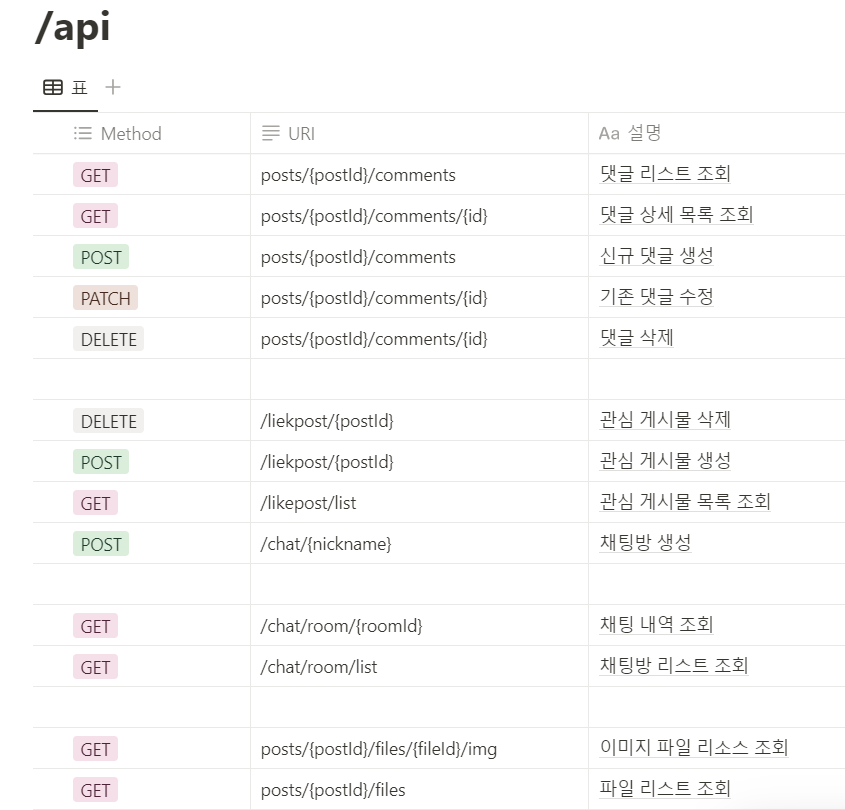 /api
표
Method URI Aa 설명
GET posts/{postId}/comments 댓글 리스트 조회
GET posts/{postId}/comments/{id} 댓글 상세 목록 조회
POST posts/{postId}/comments 신규 댓글 생성
PATCH posts/{postId}/comments/{id} 기존 댓글 수정
DELETE posts/{postId}/comments/{id} 댓글 삭제
DELETE /liekpost/{postId} 관심 게시물 삭제
POST /liekpost/{postId} 관심 게시물 생성
GET /likepost/list 관심 게시물 목록 조회
POST /chat/{nickname} 채팅방 생성
GET /chat/room/{roomId} 채팅 내역 조회
GET /chat/room/list 채팅방 리스트 조회
GET posts/{postId}/files/{fileId}/img 이미지 파일 리소스 조회
GET posts/{postId}/files 파일 리스트 조회